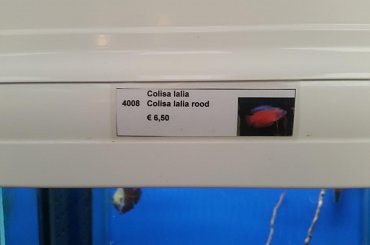 Colisa lalia
4008 Colisa lalia rood
€ 6,50